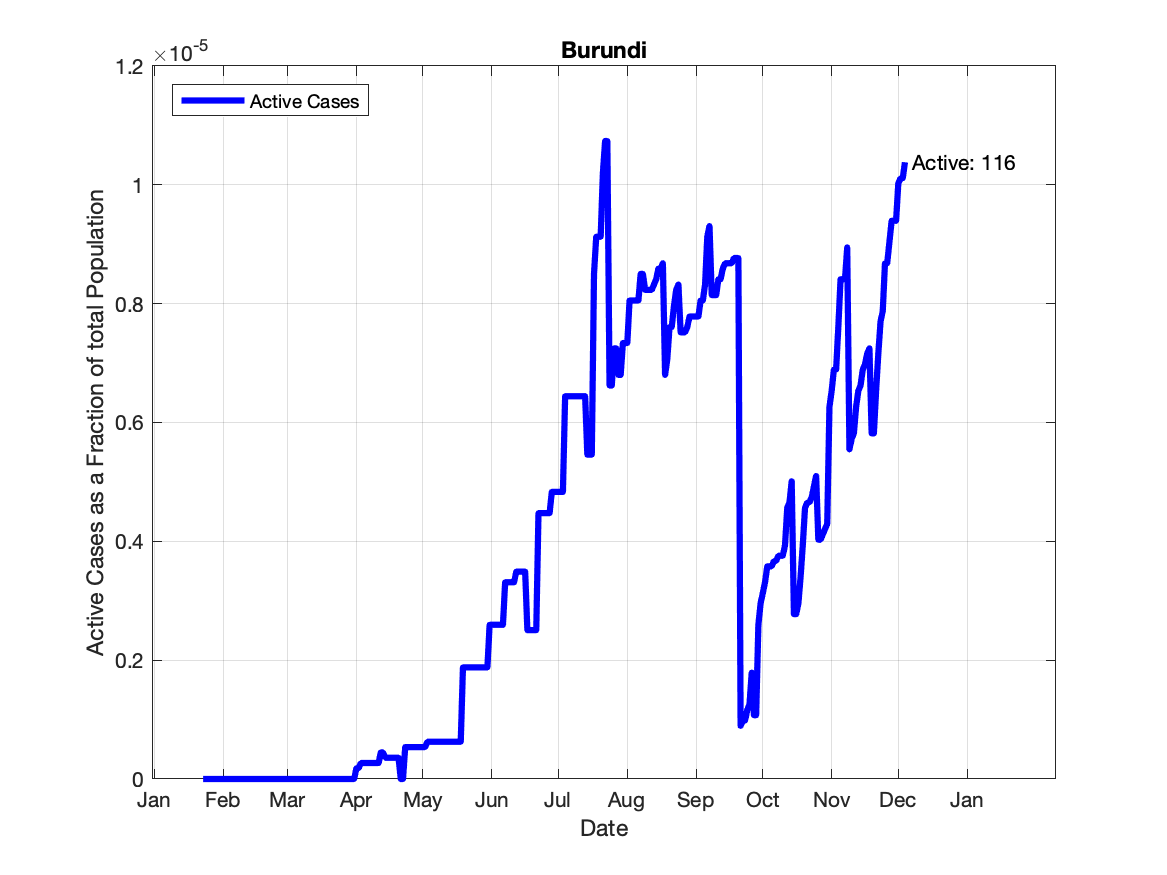 Burundi
×10-5
1.2
1
0.8
0.6
0.4
0.2
0
Active Cases as a Fraction of total Population
Active Cases
Active: 116
Jan Feb Mar Apr May Jun Jul Aug Sep Oct Nov Dec Jan
Date